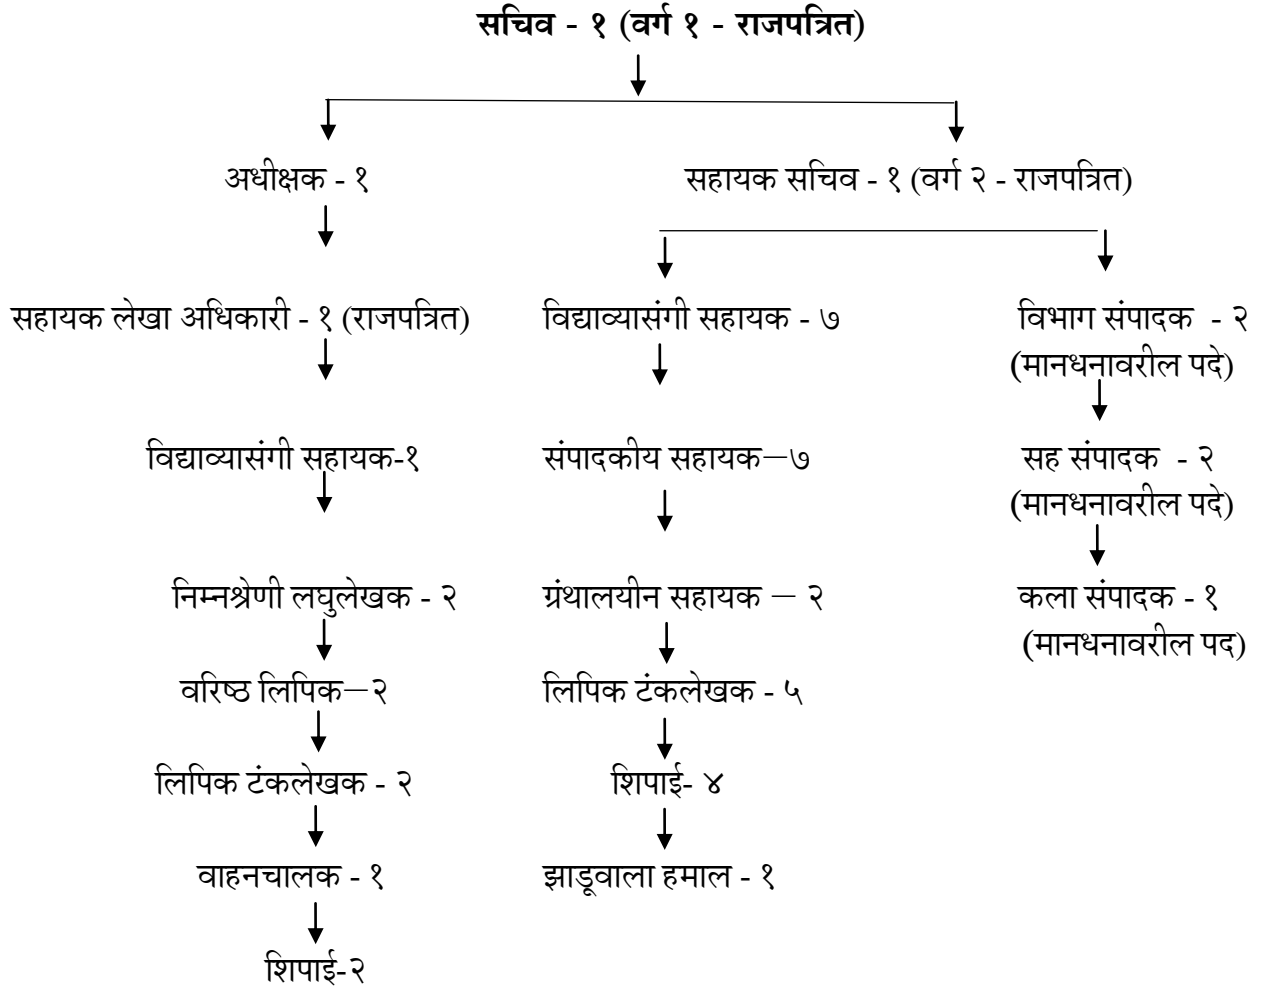 सचिव - १ (वर्ग १ - राजपत्रित)
अधीक्षक - १
सहायक सचिव - १ (वर्ग २ - राजपत्रित)
सहायक लेखा अधिकारी - १ (राजपत्रित)
विद्याव्यासंगी सहायक - ७
विभाग संपादक - २
(मानधनावरील पदे)
विद्याव्यासंगी सहायक-१
संपादकीय सहायक–७
सह संपादक - २
(मानधनावरील पदे)
निम्नश्रेणी लघुलेखक - २
ग्रंथालयीन सहायक – २
कला संपादक - १
(मानधनावरील पद)
वरिष्ठ लिपिक–२
लिपिक टंकलेखक - ५
लिपिक टंकलेखक - २
शिपाई- ४
वाहनचालक - १
झाडूवाला हमाल - १
शिपाई-२